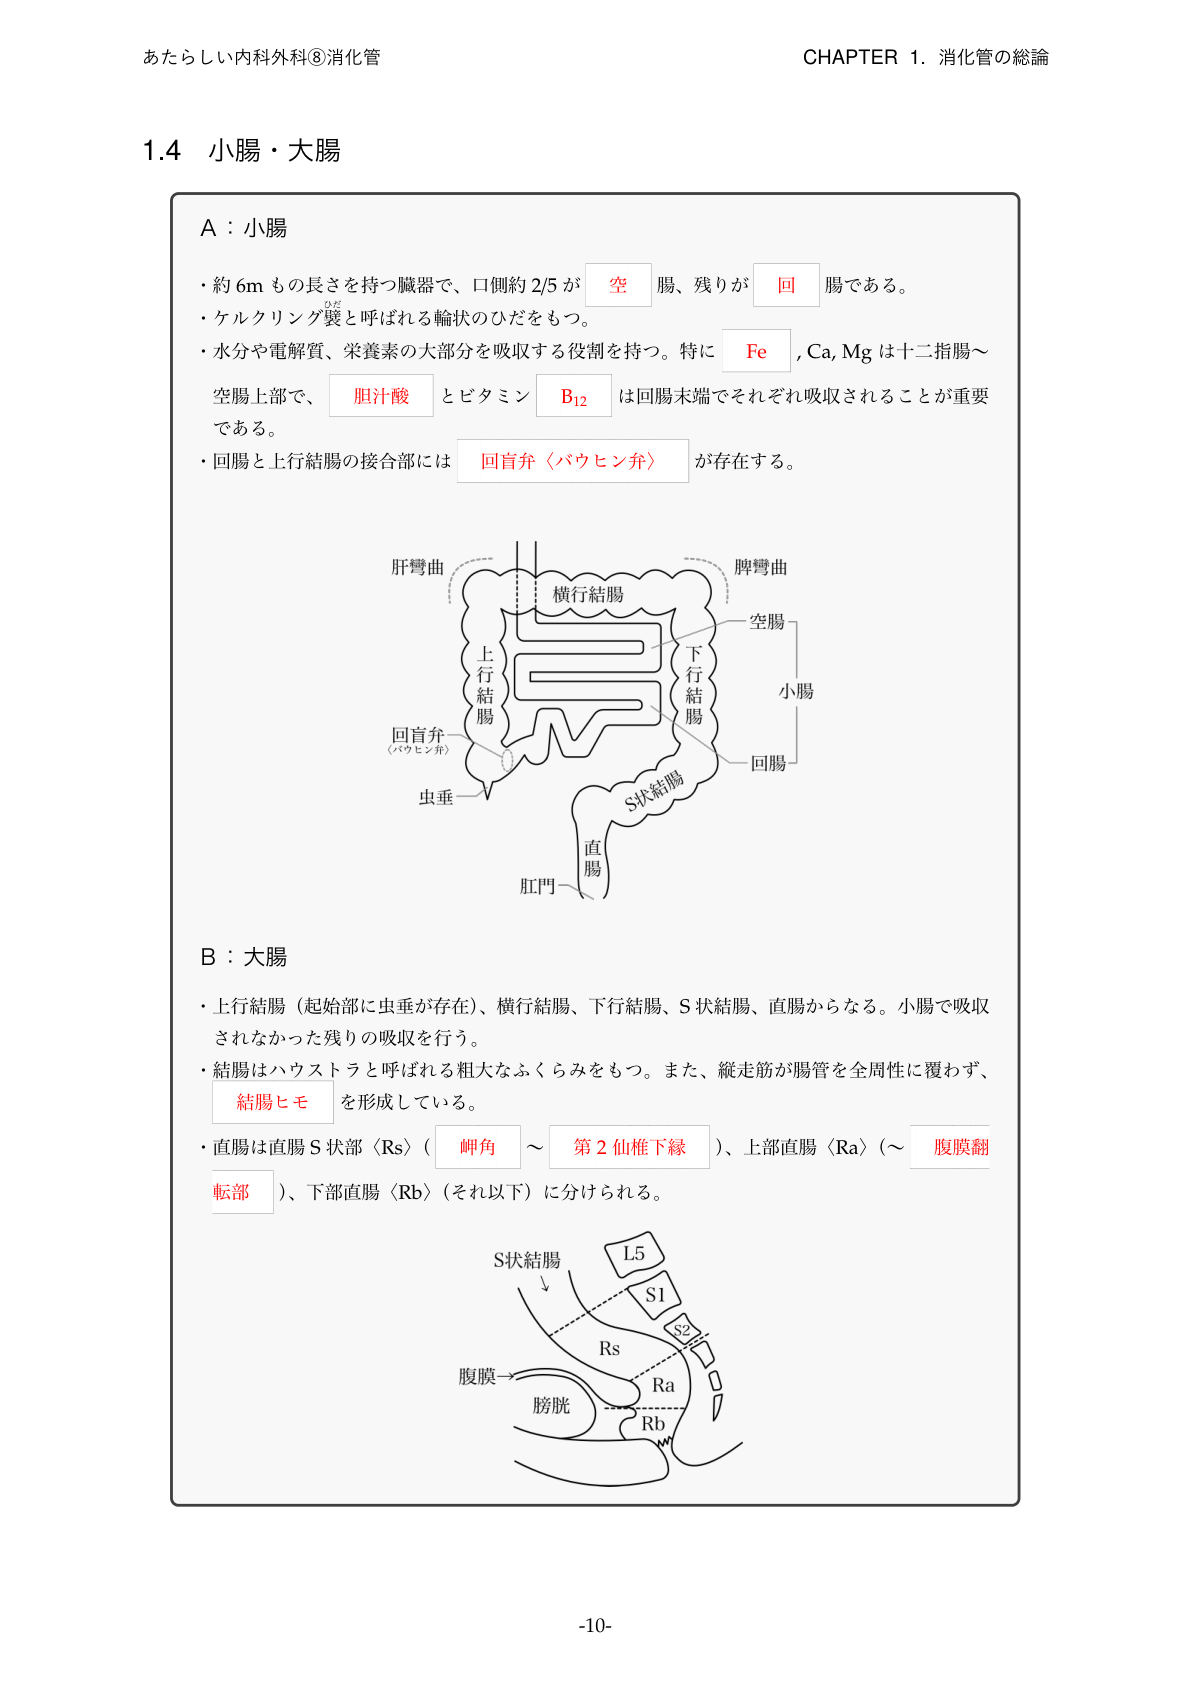 あたらしい内科外科⑧消化管 CHAPTER 1. 消化管の総論
1.4 小腸・大腸
A：小腸
・約 6m もの長さを持つ臓器で、口側約 2/5 が 空 腸、残りが 回 腸である。
ひだ
・ケルクリング襞と呼ばれる輪状のひだをもつ。
・水分や電解質、栄養素の大部分を吸収する役割を持つ。特に Fe , Ca, Mg は十二指腸〜
空腸上部で、 胆汁酸 とビタミン B₁₂ は回腸末端でそれぞれ吸収されることが重要
である。
・回腸と上行結腸の接合部には 回盲弁〈バウヒン弁〉 が存在する。
肝彎曲
脾彎曲
横行結腸
空腸
上行結腸
下行結腸
小腸
回盲弁
〈バウヒン弁〉
回腸
虫垂
S状結腸
直腸
肛門
B：大腸
・上行結腸（起始部に虫垂が存在）、横行結腸、下行結腸、S 状結腸、直腸からなる。小腸で吸収
されなかった残りの吸収を行う。
・結腸はハウストラと呼ばれる粗大なふくらみをもつ。また、縦走筋が腸管を全周性に覆わず、
結腸ヒモ を形成している。
・直腸は直腸 S 状部〈Rs〉（ 岬角 〜 第 2 仙椎下縁 ）、上部直腸〈Ra〉（〜 腹膜翻
転部 ）、下部直腸〈Rb〉（それ以下）に分けられる。
S状結腸
↓
L5
S1
S2
Rs
腹膜→
Ra
膀胱
Rb
-10-